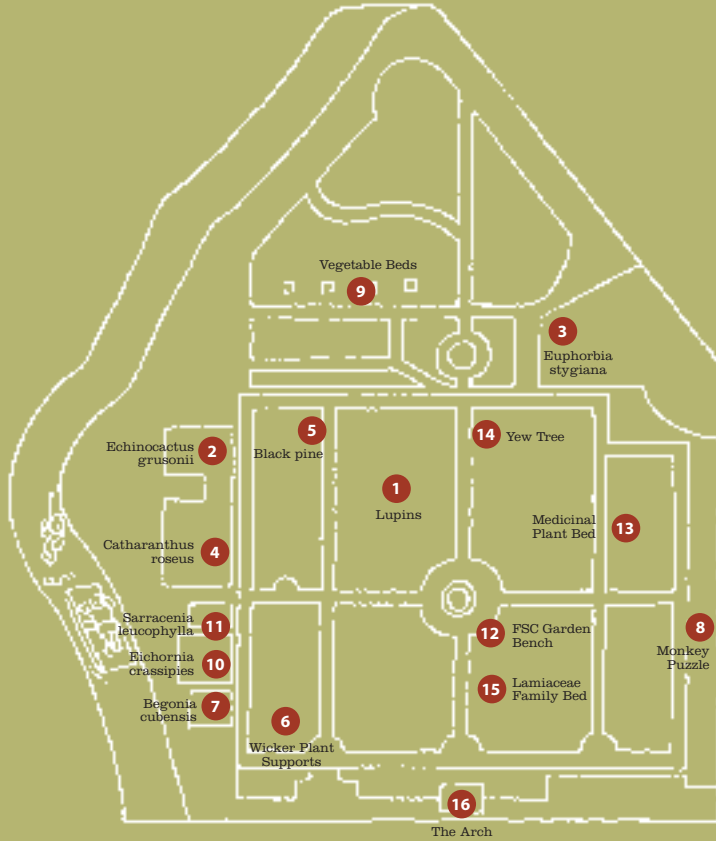 Vegetable Beds
9
3
Euphorbia
stygiana
5
Black pine
14 Yew Tree
Echinocactus
grusonii
2
1
Lupins
Medicinal
Plant Bed
13
Catharanthus
roseus
4
Sarracenia
leucophylla
11
12 FSC Garden
Bench
8
Monkey
Puzzle
Eichornia
crassipies
10
15 Lamiaceae
Family Bed
Begonia
cubensis
7
6
Wicker Plant
Supports
16
The Arch